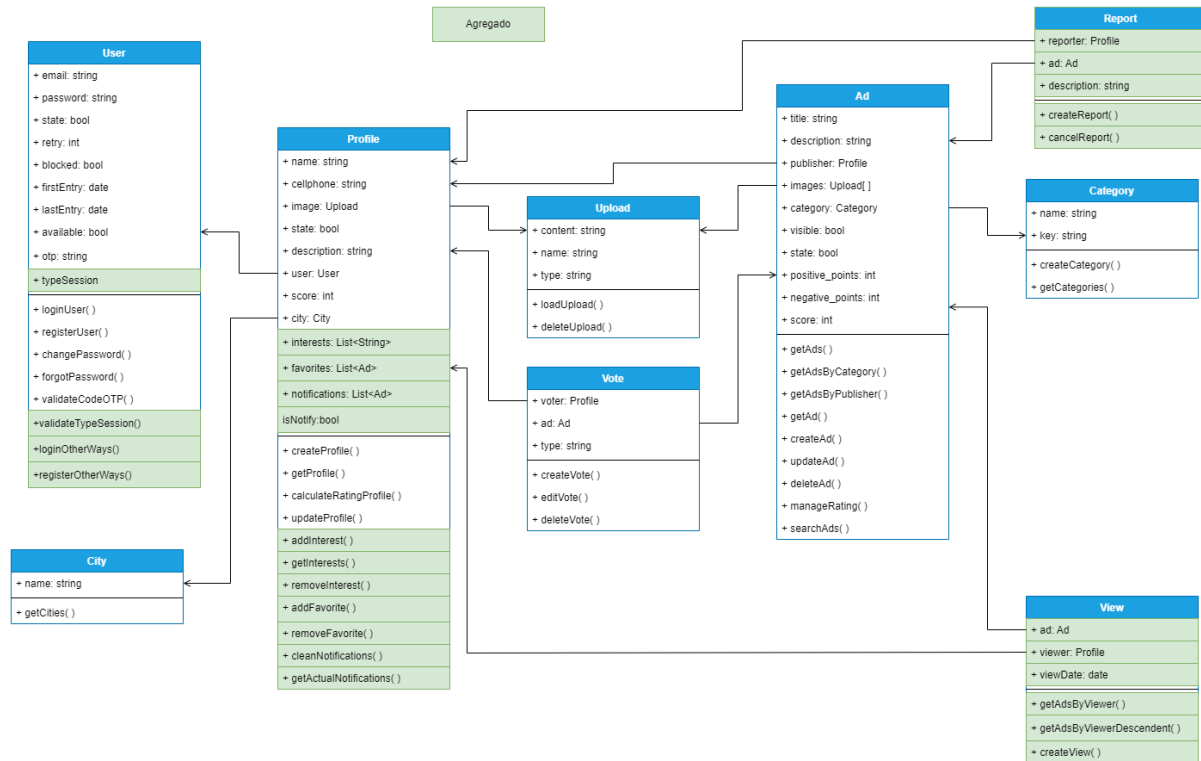 Agregado
User
+ email: string
+ password: string
+ state: bool
+ retry: int
+ blocked: bool
+ firstEntry: date
+ lastEntry: date
+ available: bool
+ otp: string
+ typeSession
+ loginUser( )
+ registerUser( )
+ changePassword( )
+ forgotPassword( )
+ validateCodeOTP( )
+validateTypeSession()
+loginOtherWays()
+registerOtherWays()
City
+ name: string
+ getCities( )
Profile
+ name: string
+ cellphone: string
+ image: Upload
+ state: bool
+ description: string
+ user: User
+ score: int
+ city: City
+ interests: List<String>
+ favorites: List<Ad>
+ notifications: List<Ad>
isNotify:bool
+ createProfile( )
+ getProfile( )
+ calculateRatingProfile( )
+ updateProfile( )
+ addInterest( )
+ getInterests( )
+ removeInterest( )
+ addFavorite( )
+ removeFavorite( )
+ cleanNotifications( )
+ getActualNotifications( )
Upload
+ content: string
+ name: string
+ type: string
+ loadUpload( )
+ deleteUpload( )
Vote
+ voter: Profile
+ ad: Ad
+ type: string
+ createVote( )
+ editVote( )
+ deleteVote( )
Ad
+ title: string
+ description: string
+ publisher: Profile
+ images: Upload[ ]
+ category: Category
+ visible: bool
+ state: bool
+ positive_points: int
+ negative_points: int
+ score: int
+ getAds( )
+ getAdsByCategory( )
+ getAdsByPublisher( )
+ getAd( )
+ createAd( )
+ updateAd( )
+ deleteAd( )
+ manageRating( )
+ searchAds( )
Report
+ reporter: Profile
+ ad: Ad
+ description: string
+ createReport( )
+ cancelReport( )
Category
+ name: string
+ key: string
+ createCategory( )
+ getCategories( )
View
+ ad: Ad
+ viewer: Profile
+ viewDate: date
+ getAdsByViewer( )
+ getAdsByViewerDescendent( )
+ createView( )